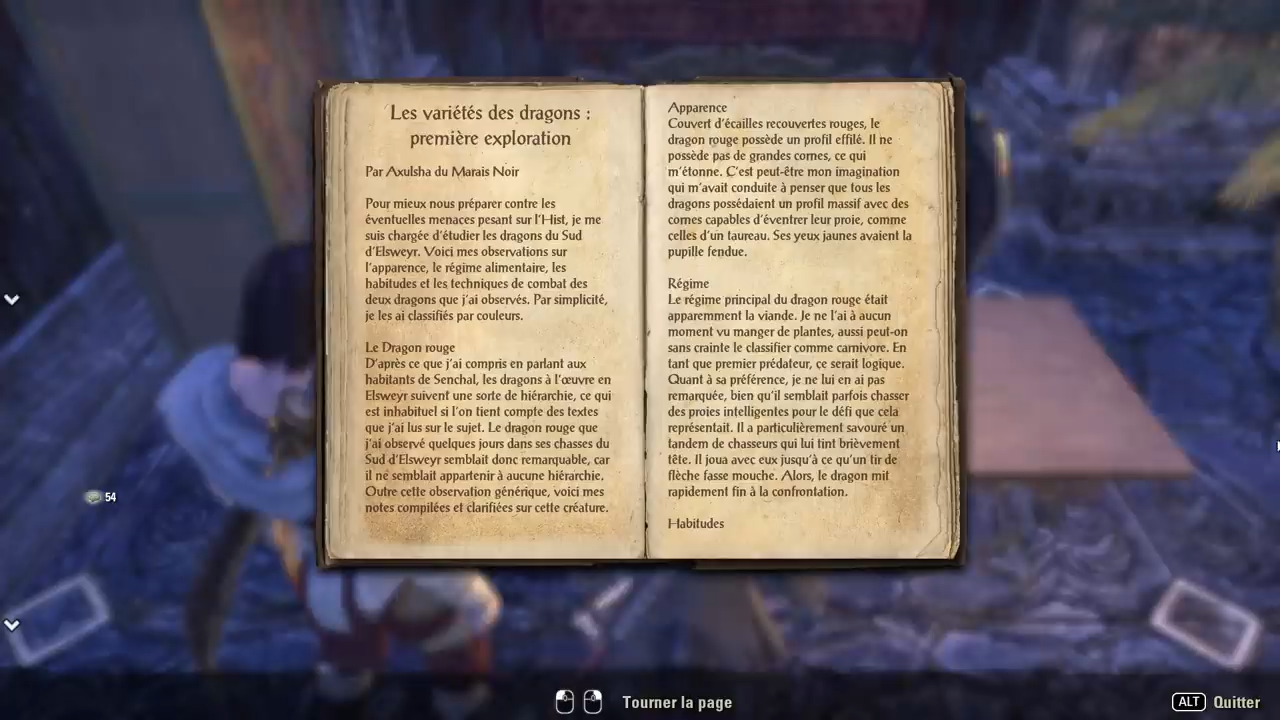 Les variétés des dragons :
première exploration
Par Axulsha du Marais Noir
Pour mieux nous préparer contre les
éventuelles menaces pesant sur l'Hist, je me
suis chargée d'étudier les dragons du Sud
d'Elsweyr. Voici mes observations sur
l'apparence, le régime alimentaire, les
habitudes et les techniques de combat des
deux dragons que j'ai observés. Par simplicité,
je les ai classifiés par couleurs.
Le Dragon rouge
D'après ce que j'ai compris en parlant aux
habitants de Senchal, les dragons à l'œuvre en
Elsweyr suivent une sorte de hiérarchie, ce qui
est inhabituel si l'on tient compte des textes
que j'ai lus sur le sujet. Le dragon rouge que
j'ai observé quelques jours dans ses chasses du
Sud d'Elsweyr semblait donc remarquable, car
il ne semblait appartenir à aucune hiérarchie.
Outre cette observation générique, voici mes
notes compilées et clarifiées sur cette créature.
Apparence
Couvert d'écailles recouvertes rouges, le
dragon rouge possède un profil effilé. Il ne
possède pas de grandes cornes, ce qui
m'étonne. C'est peut-être mon imagination
qui m'avait conduite à penser que tous les
dragons possédaient un profil massif avec des
cornes capables d'éventrer leur proie, comme
celles d'un taureau. Ses yeux jaunes avaient la
pupille fendue.
Régime
Le régime principal du dragon rouge était
apparemment la viande. Je ne l'ai à aucun
moment vu manger de plantes, aussi peut-on
sans crainte le classifier comme carnivore. En
tant que premier prédateur, ce serait logique.
Quant à sa préférence, je ne lui en ai pas
remarquée, bien qu'il semblait parfois chasser
des proies intelligentes pour le défi que cela
représentait. Il a particulièrement savouré un
tandem de chasseurs qui lui tint brièvement
tête. Il joua avec eux jusqu'à ce qu'un tir de
flèche fasse mouche. Alors, le dragon mit
rapidement fin à la confrontation.
Habitudes
54
Tourner la page
ALT Quitter